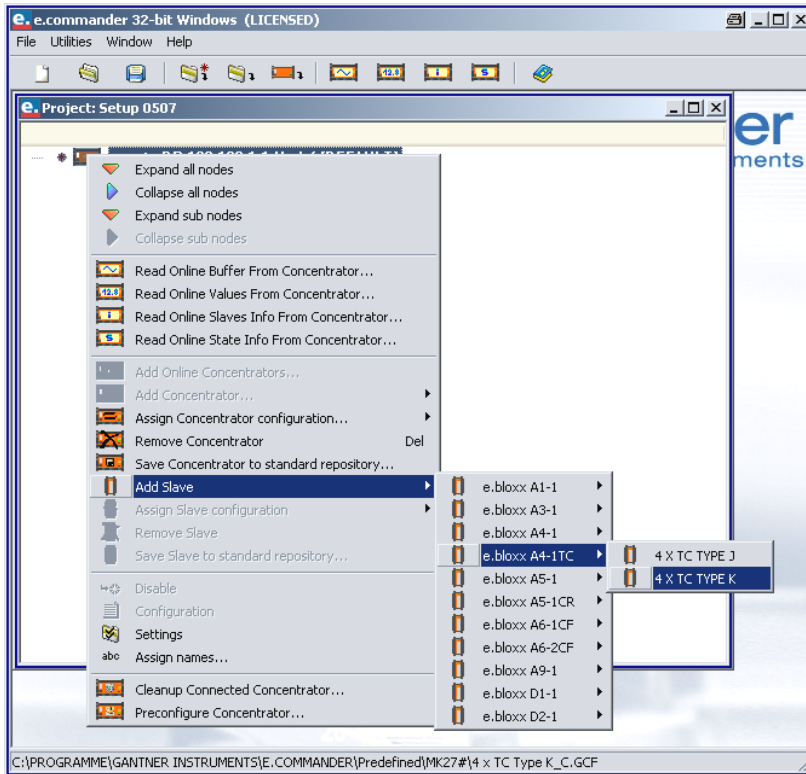 e. e.commander 32-bit Windows (LICENSED)
File Utilities Window Help
e. Project: Setup 0507
er
ments
Expand all nodes
Collapse all nodes
Expand sub nodes
Collapse sub nodes
Read Online Buffer From Concentrator...
12.8 Read Online Values From Concentrator...
i Read Online Slaves Info From Concentrator...
S Read Online State Info From Concentrator...
Add Online Concentrators...
Add Concentrator...
Assign Concentrator configuration...
Remove Concentrator Del
Save Concentrator to standard repository...
Add Slave
Assign Slave configuration
Remove Slave
Save Slave to standard repository...
Disable
Configuration
Settings
abc Assign names...
Cleanup Connected Concentrator...
Preconfigure Concentrator...
e.bloxx A1-1
e.bloxx A3-1
e.bloxx A4-1
e.bloxx A4-1TC
e.bloxx A5-1
e.bloxx A5-1CR
e.bloxx A6-1CF
e.bloxx A6-2CF
e.bloxx A9-1
e.bloxx D1-1
e.bloxx D2-1
4 X TC TYPE J
4 X TC TYPE K
C:\PROGRAMME\GANTNER INSTRUMENTS\E.COMMANDER\Predefined\MK27#\4 x TC Type K_C.GCF